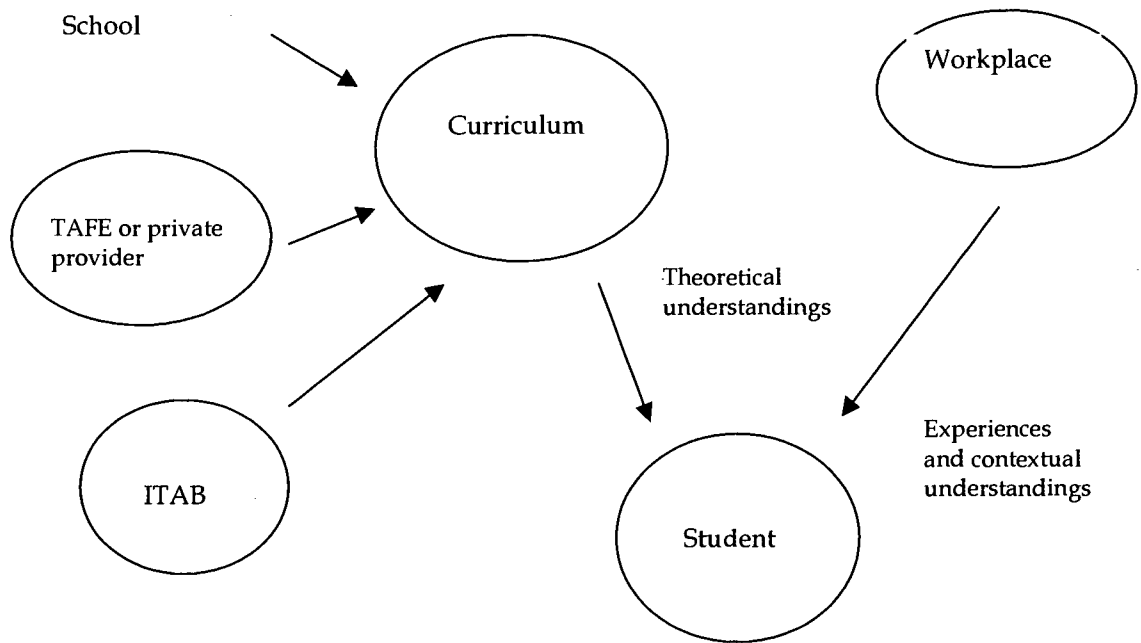 School
Workplace
Curriculum
TAFE or private
provider
Theoretical
understandings
Experiences
and contextual
understandings
ITAB
Student